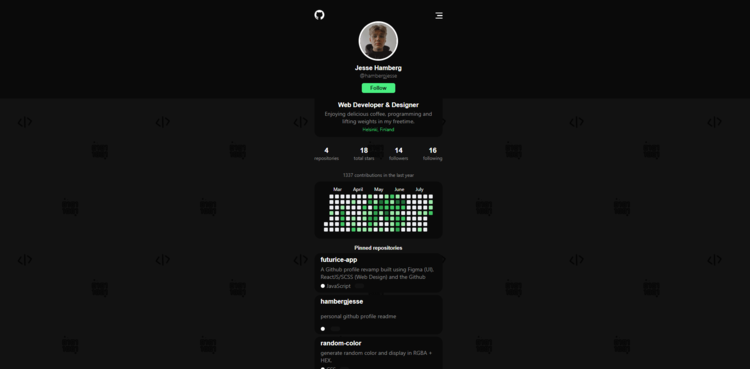 Jesse Hamberg
@hambergjesse
Follow
Web Developer & Designer
Enjoying delicious coffee, programming and
lifting weights in my freetime.
Helsinki, Finland
4 18 14 16
repositories total stars followers following
1337 contributions in the last year
Mar April May June July
Pinned repositories
futurice-app
A Github profile revamp built using Figma (UI),
ReactJS/SCSS (Web Design) and the Github
JavaScript
hambergjesse
personal github profile readme
random-color
generate random color and display in RGBA +
HEX.
CSS